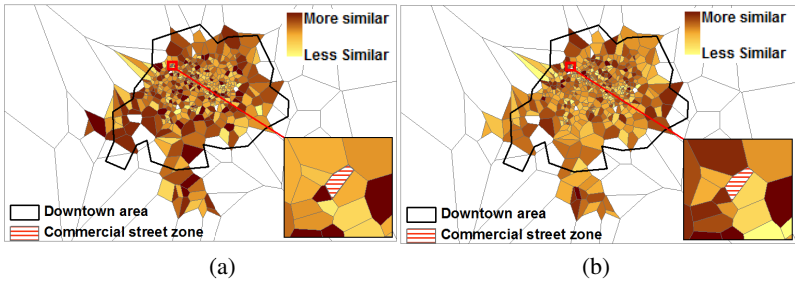 More similar
Less Similar
Downtown area
Commercial street zone
(a)
More similar
Less Similar
Downtown area
Commercial street zone
(b)